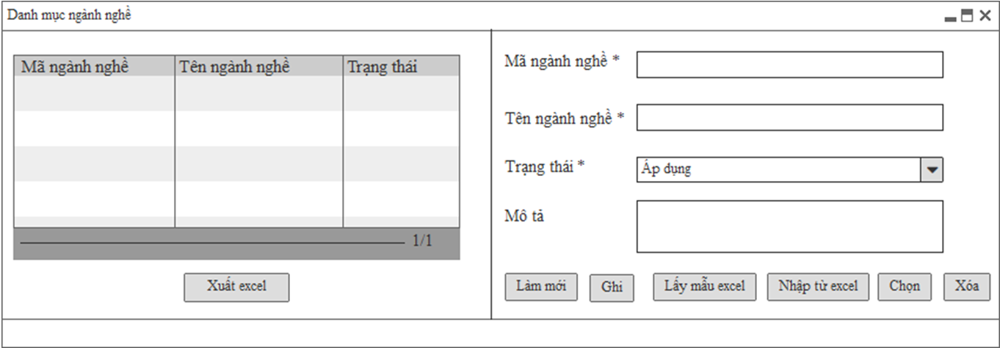 Danh mục ngành nghề
Mã ngành nghề Tên ngành nghề Trạng thái
1/1
Xuất excel
Mã ngành nghề *
Tên ngành nghề *
Trạng thái * Áp dụng
Mô tả
Làm mới Ghi Lấy mẫu excel Nhập từ excel Chọn Xóa